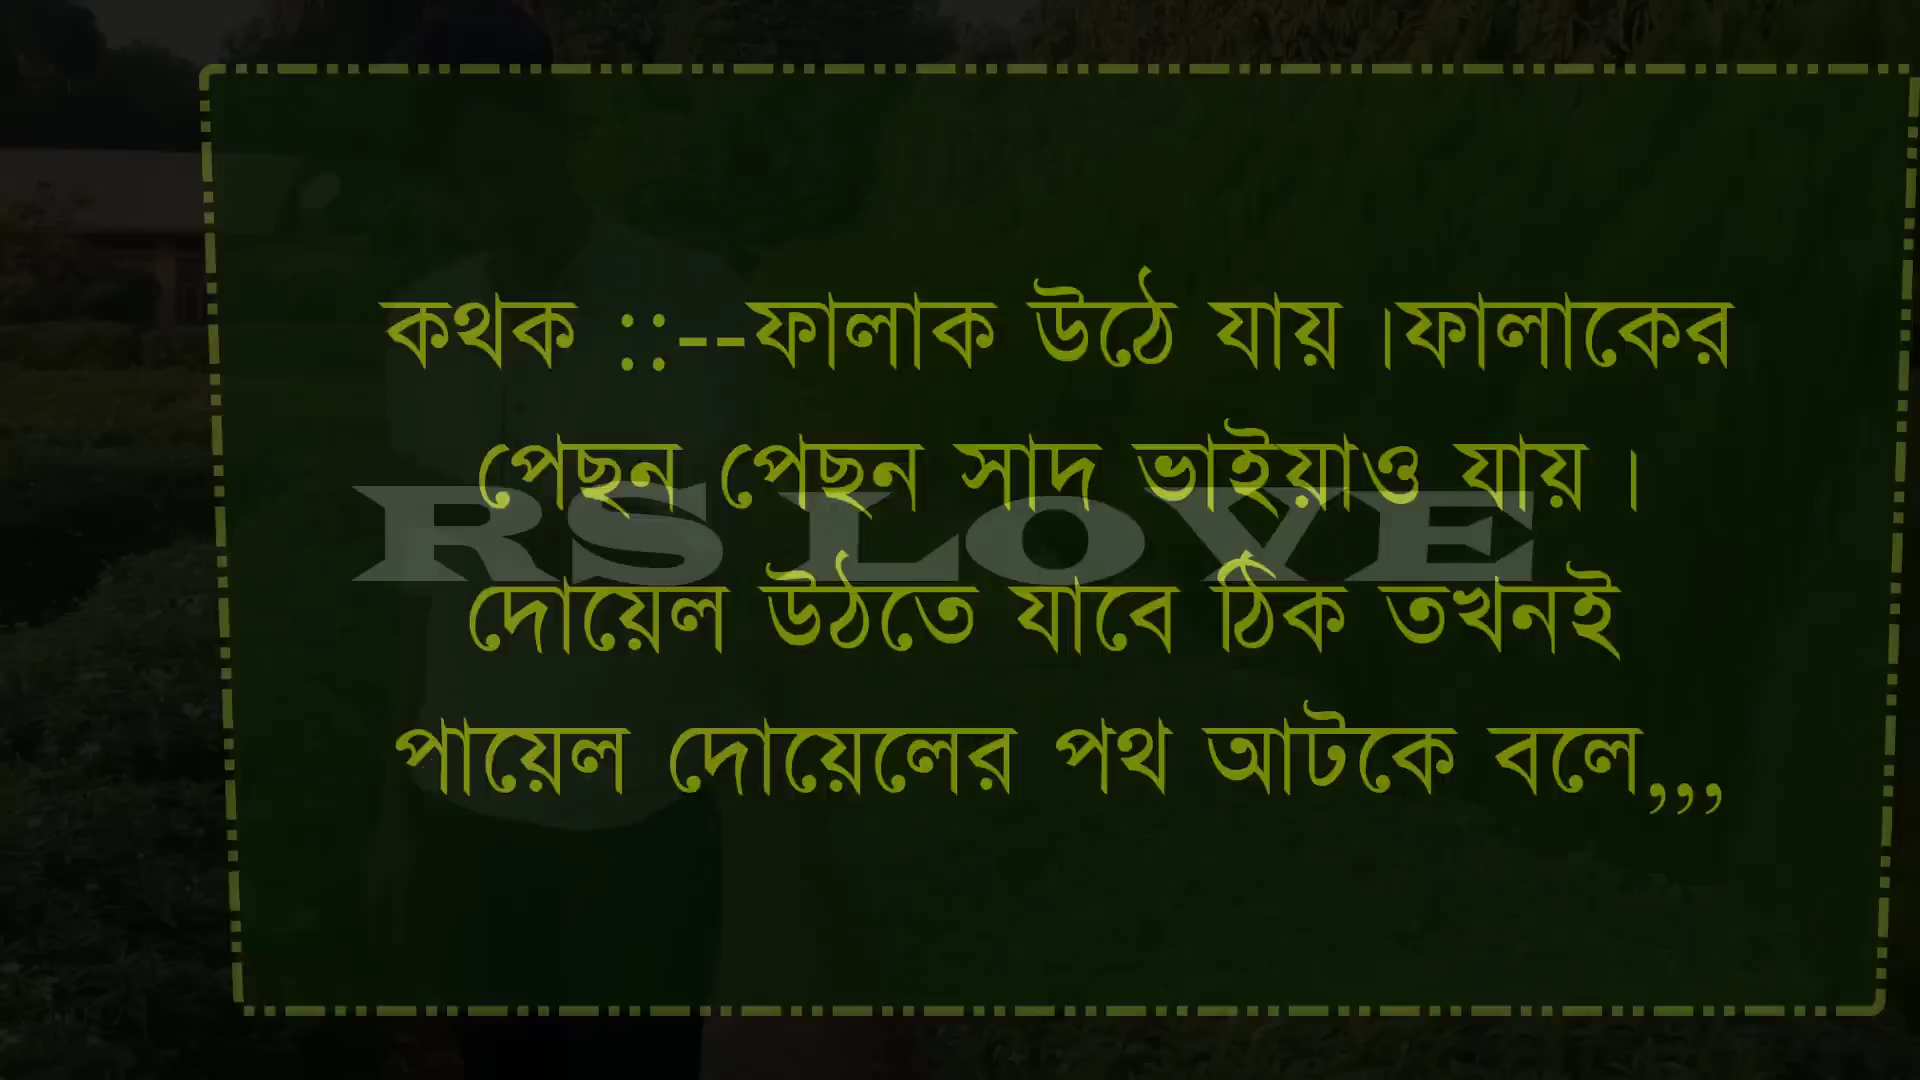 কথক ::--ফালাক উঠে যায় ।ফালাকের
পেছন পেছন সাদ ভাইয়াও যায় ।
RS LOVE
দোয়েল উঠতে যাবে ঠিক তখনই
পায়েল দোয়েলের পথ আটকে বলে,,,